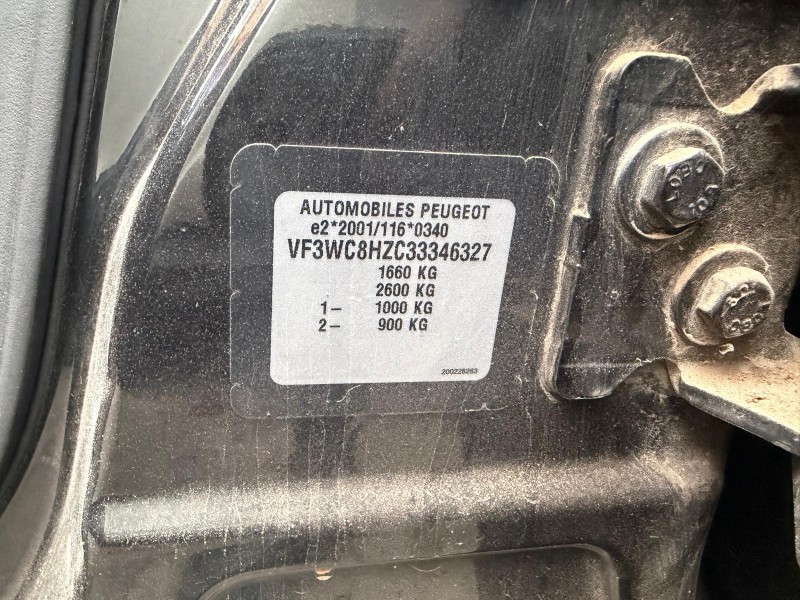 AUTOMOBILES PEUGEOT
e2*2001/116*0340
VF3WC8HZC33346327
1660 KG
2600 KG
1– 1000 KG
2– 900 KG
200228263